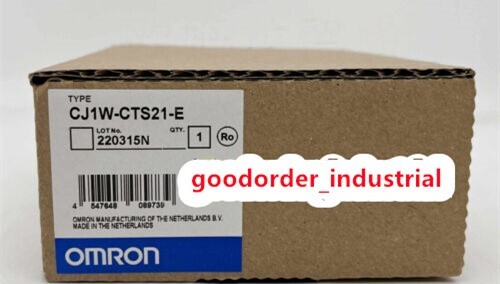 TYPE
CJ1W-CTS21-E
LOT No.
QTY.
220315N
1
Ro
goodorder_industrial
4 547648 089739
OMRON MANUFACTURING OF THE NETHERLANDS B.V.
MADE IN THE NETHERLANDS
OMRON